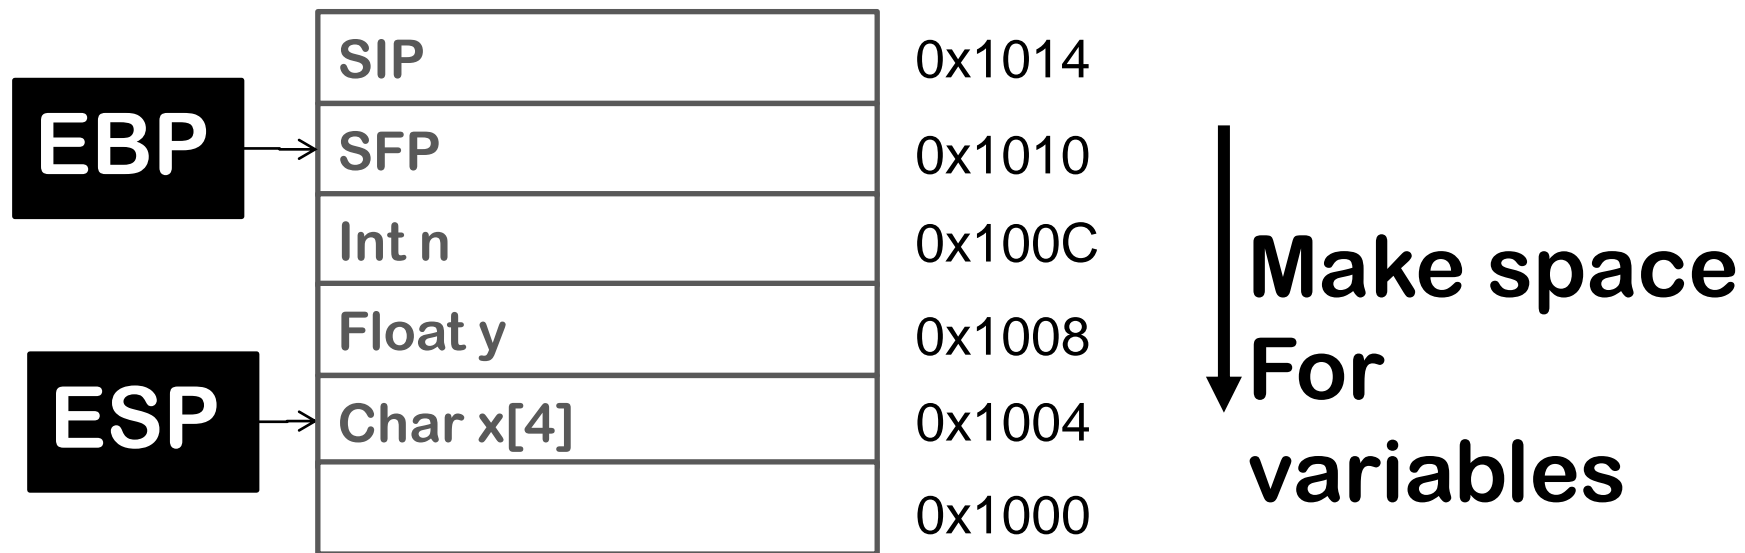 SIP 0x1014
EBP
SFP 0x1010
Int n 0x100C
Float y 0x1008
ESP
Char x[4] 0x1004
0x1000
Make space
For
variables